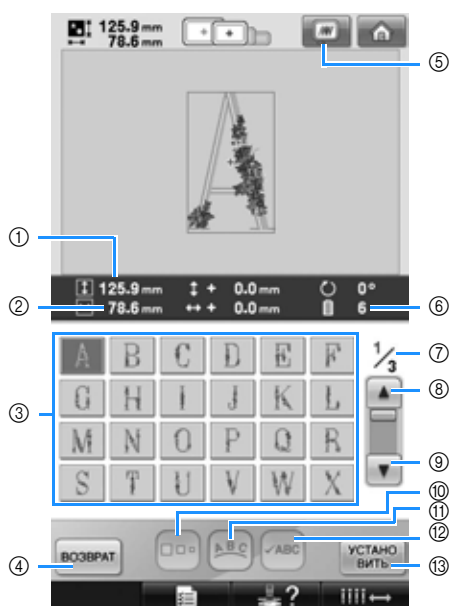 125.9 mm
78.6 mm
⑤
A
①
125.9 mm + 0.0 mm 0°
② 78.6 mm + 0.0 mm 6 ⑥
A B C D E F 1/3 ⑦
⑧
③ G H I J K L
M N O P Q R
S T U V W X ⑨
⑩
⑪
ABC ✓ABC ⑫
④ ВОЗВРАТ УСТАНО
ВИТЬ ⑬
?